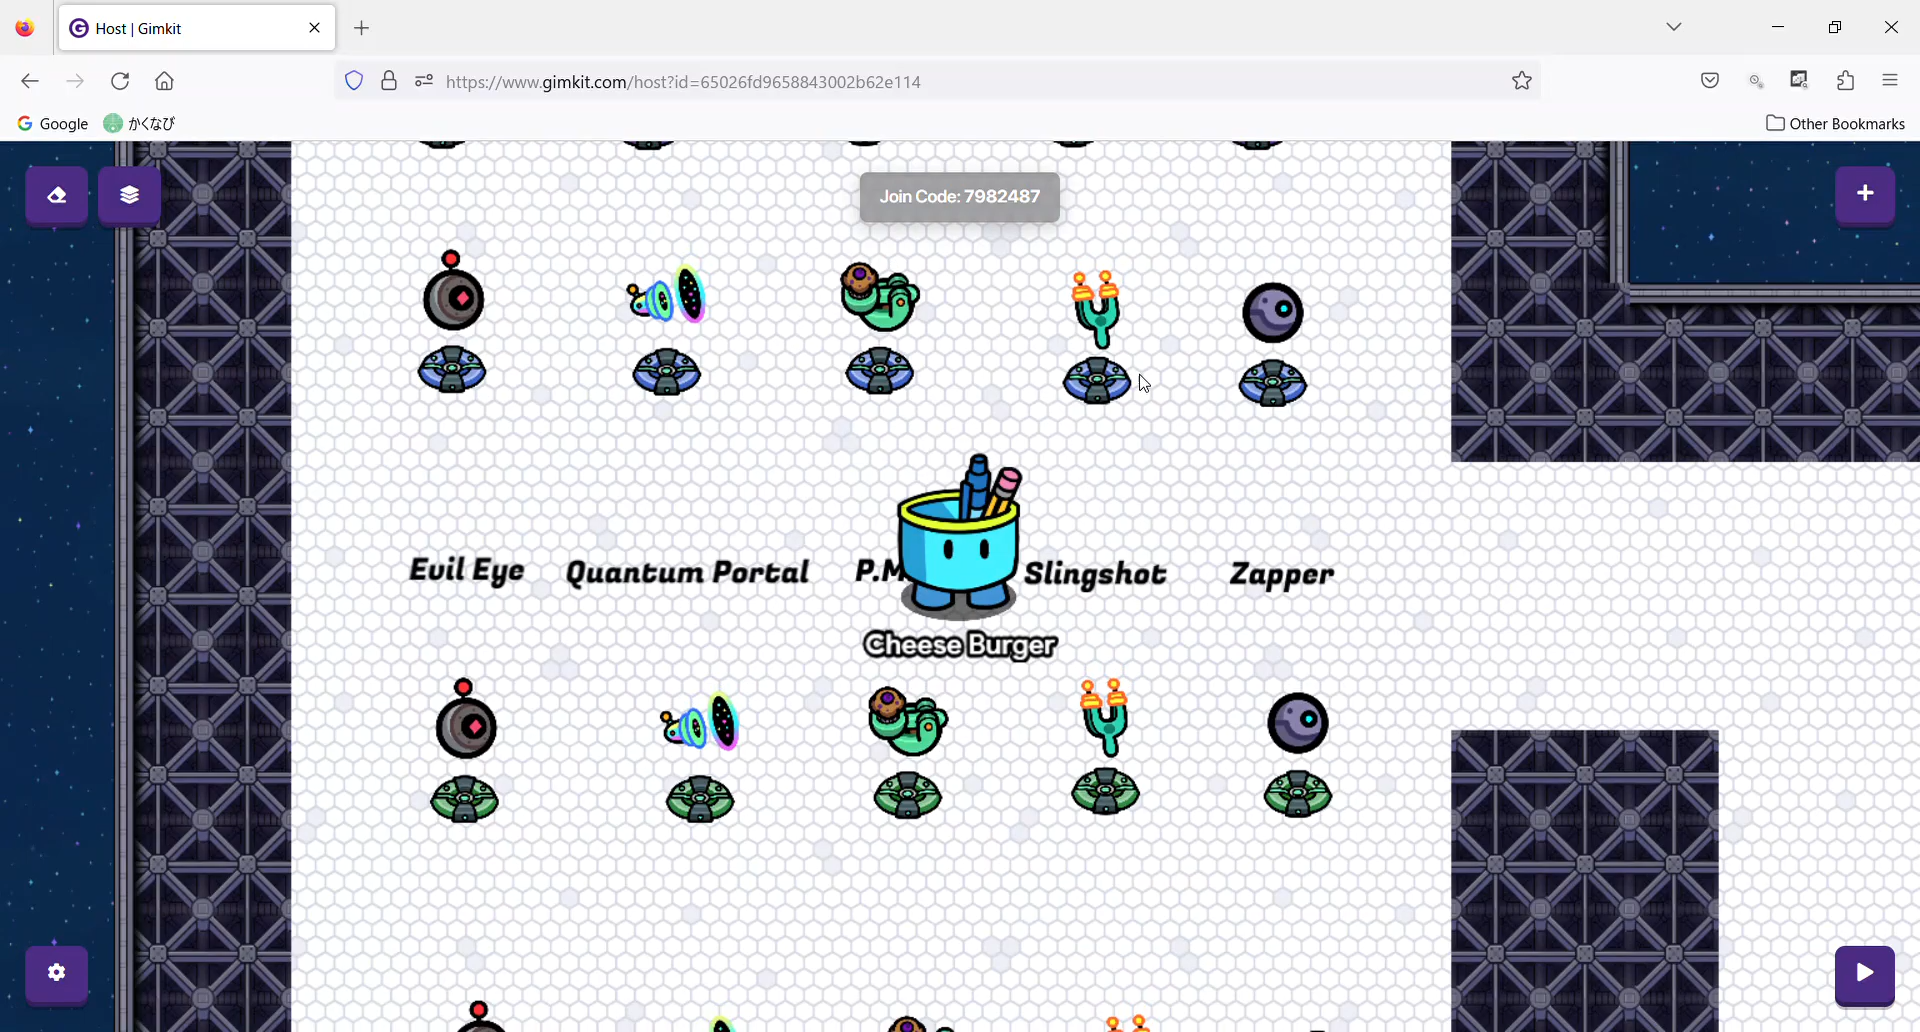 Host | Gimkit
https://www.gimkit.com/host?id=65026fd9658843002b62e114
Google
かくなび
Other Bookmarks
Join Code: 7982487
Evil Eye
Quantum Portal
P.M
Slingshot
Zapper
Cheese Burger